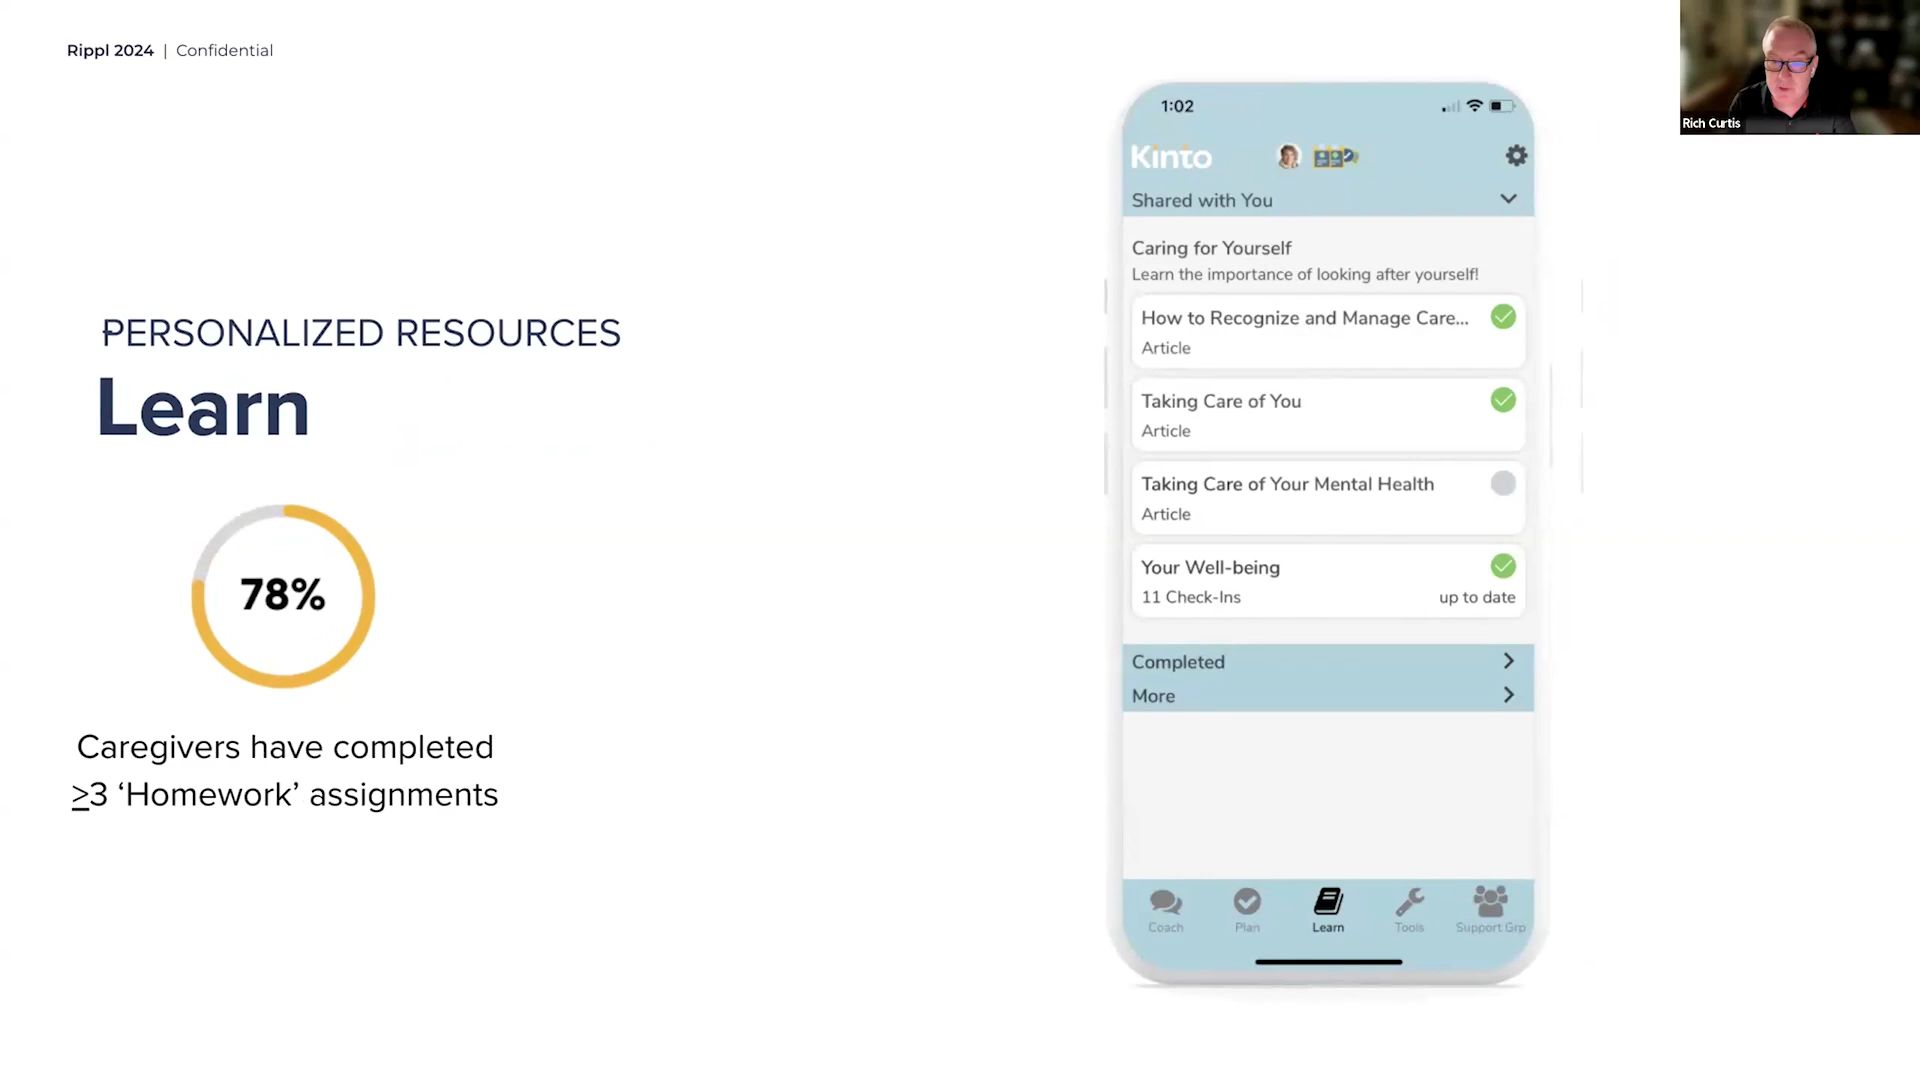 Rippl 2024 | Confidential
Rich Curtis
PERSONALIZED RESOURCES
Learn
78%
Caregivers have completed
≥3 ‘Homework’ assignments
1:02
Kinto
Shared with You
Caring for Yourself
Learn the importance of looking after yourself!
How to Recognize and Manage Care...
Article
Taking Care of You
Article
Taking Care of Your Mental Health
Article
Your Well-being
11 Check-Ins up to date
Completed
More
Coach Plan Learn Tools Support Grp